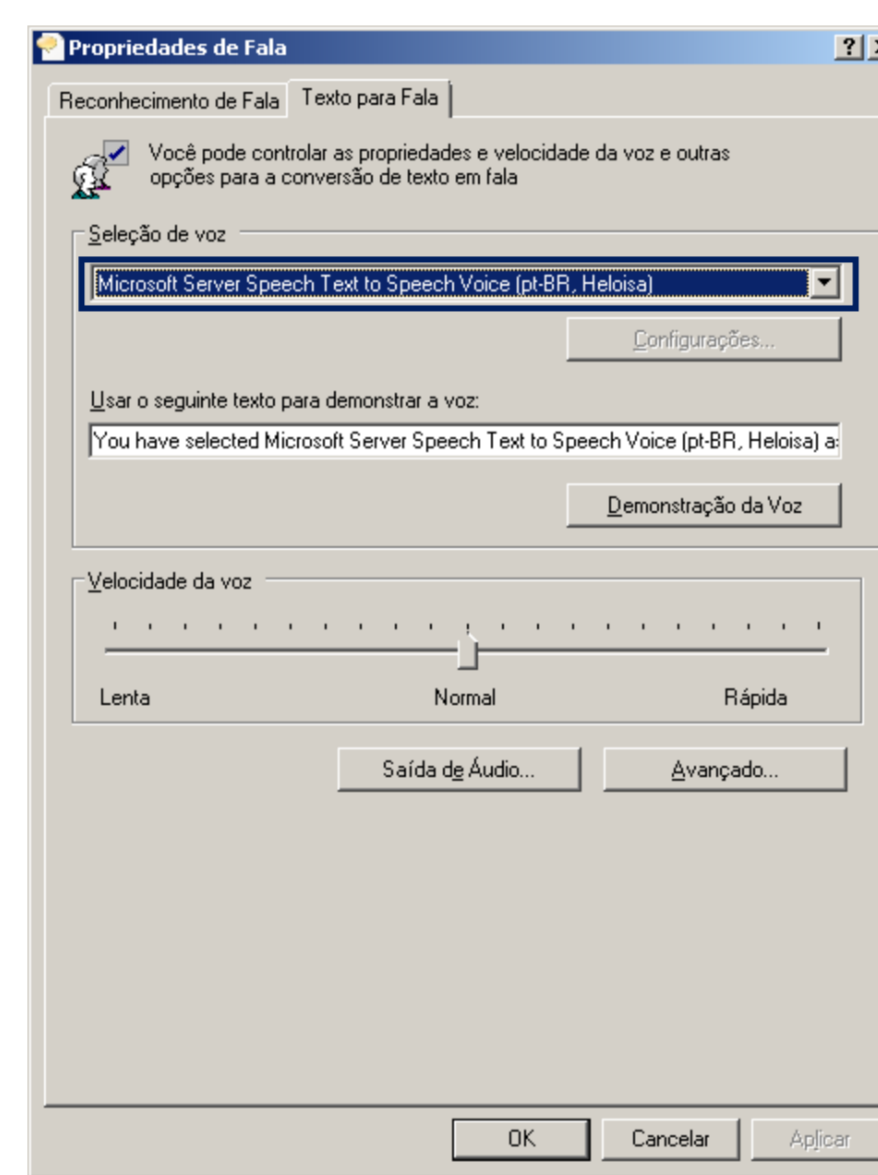 Propriedades de Fala
Reconhecimento de Fala
Texto para Fala
Você pode controlar as propriedades e velocidade da voz e outras
opções para a conversão de texto em fala
Seleção de voz
Microsoft Server Speech Text to Speech Voice (pt-BR, Heloisa)
Configurações...
Usar o seguinte texto para demonstrar a voz:
You have selected Microsoft Server Speech Text to Speech Voice (pt-BR, Heloisa)
Demonstração da Voz
Velocidade da voz
Lenta Normal Rápida
Saída de Áudio... Avançado...
OK Cancelar Aplicar